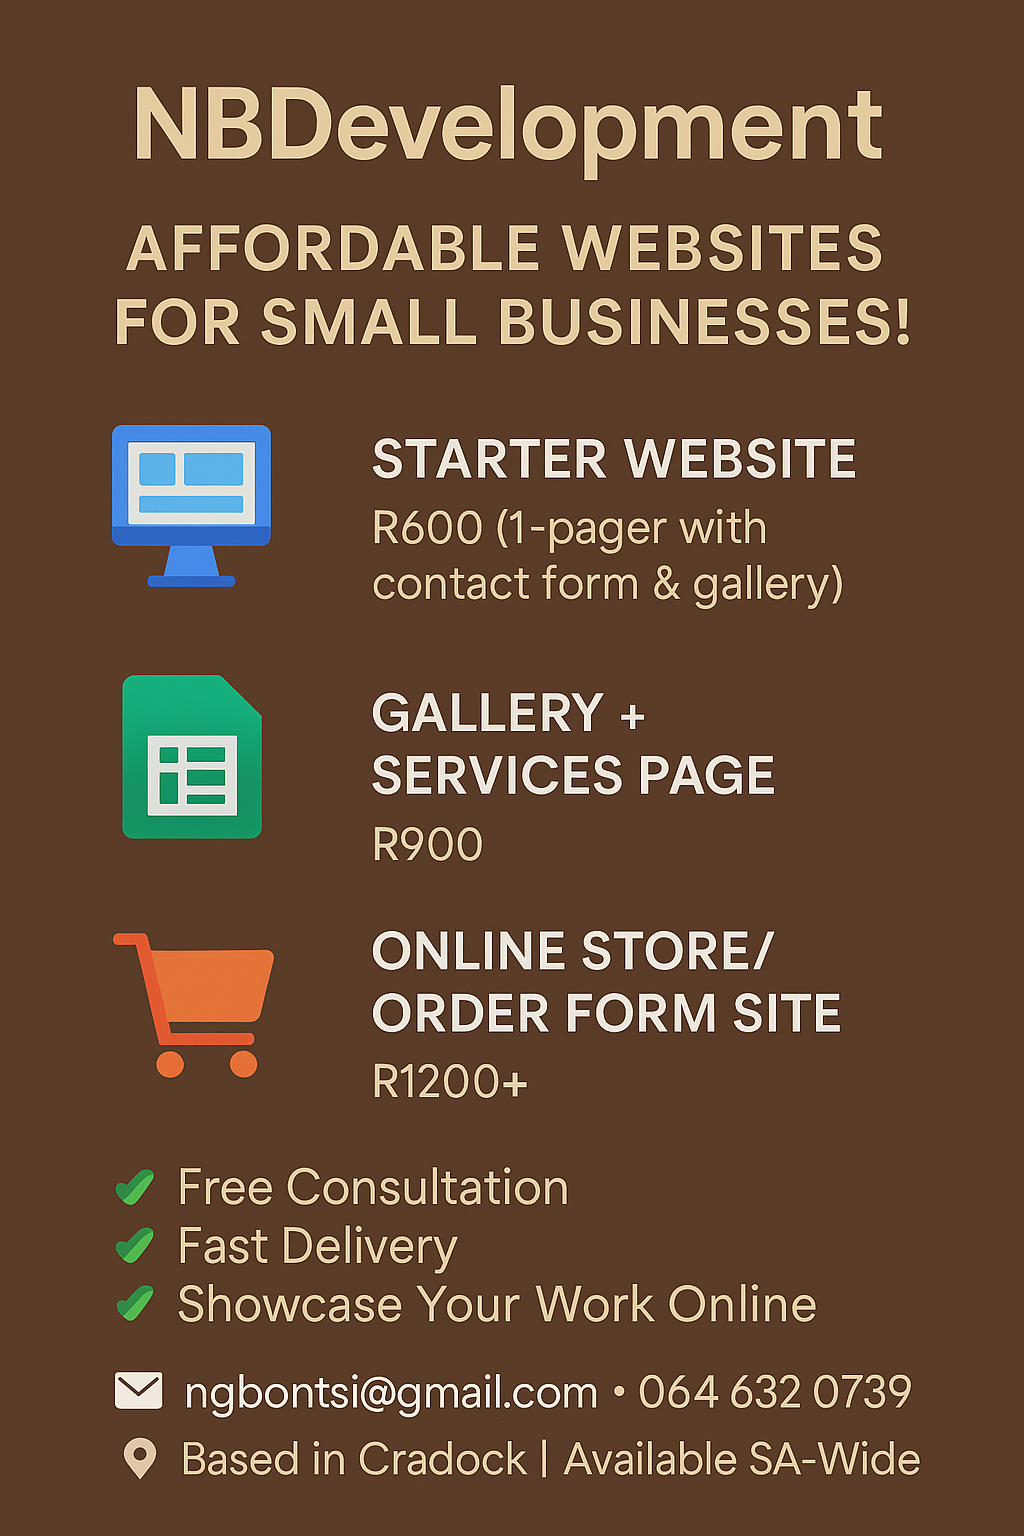 NBDevelopment
AFFORDABLE WEBSITES
FOR SMALL BUSINESSES!
STARTER WEBSITE
R600 (1-pager with
contact form & gallery)
GALLERY +
SERVICES PAGE
R900
ONLINE STORE/
ORDER FORM SITE
R1200+
Free Consultation
Fast Delivery
Showcase Your Work Online
ngbontsi@gmail.com • 064 632 0739
Based in Cradock | Available SA-Wide